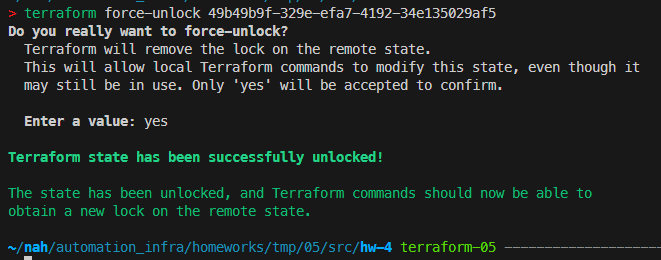 > terraform force-unlock 49b49b9f-329e-efa7-4192-34e135029af5
Do you really want to force-unlock?
Terraform will remove the lock on the remote state.
This will allow local Terraform commands to modify this state, even though it
may still be in use. Only 'yes' will be accepted to confirm.
Enter a value: yes
Terraform state has been successfully unlocked!
The state has been unlocked, and Terraform commands should now be able to
obtain a new lock on the remote state.
~/nah/automation_infra/homeworks/tmp/05/src/hw-4 terraform-05 --------------------